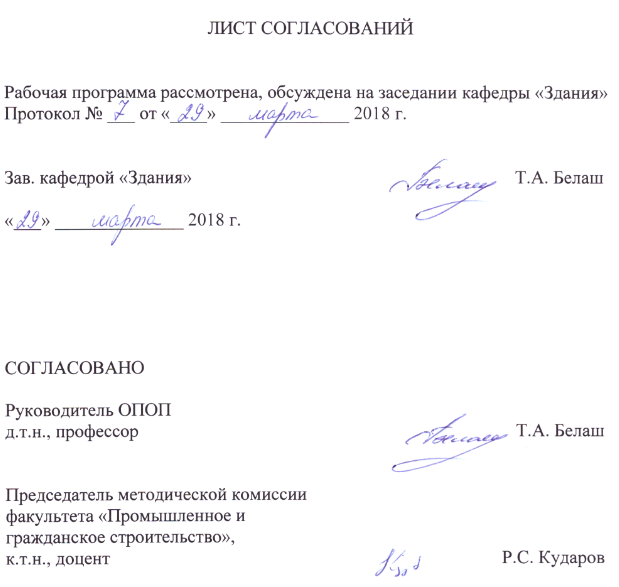 ЛИСТ СОГЛАСОВАНИЙ
Рабочая программа рассмотрена, обсуждена на заседании кафедры «Здания»
Протокол № 7 от «29» марта 2018 г.
Зав. кафедрой «Здания» Белаш Т.А. Белаш
«29» марта 2018 г.
СОГЛАСОВАНО
Руководитель ОПОП
д.т.н., профессор Белаш Т.А. Белаш
Председатель методической комиссии
факультета «Промышленное и
гражданское строительство»,
к.т.н., доцент Р.С. Кударов